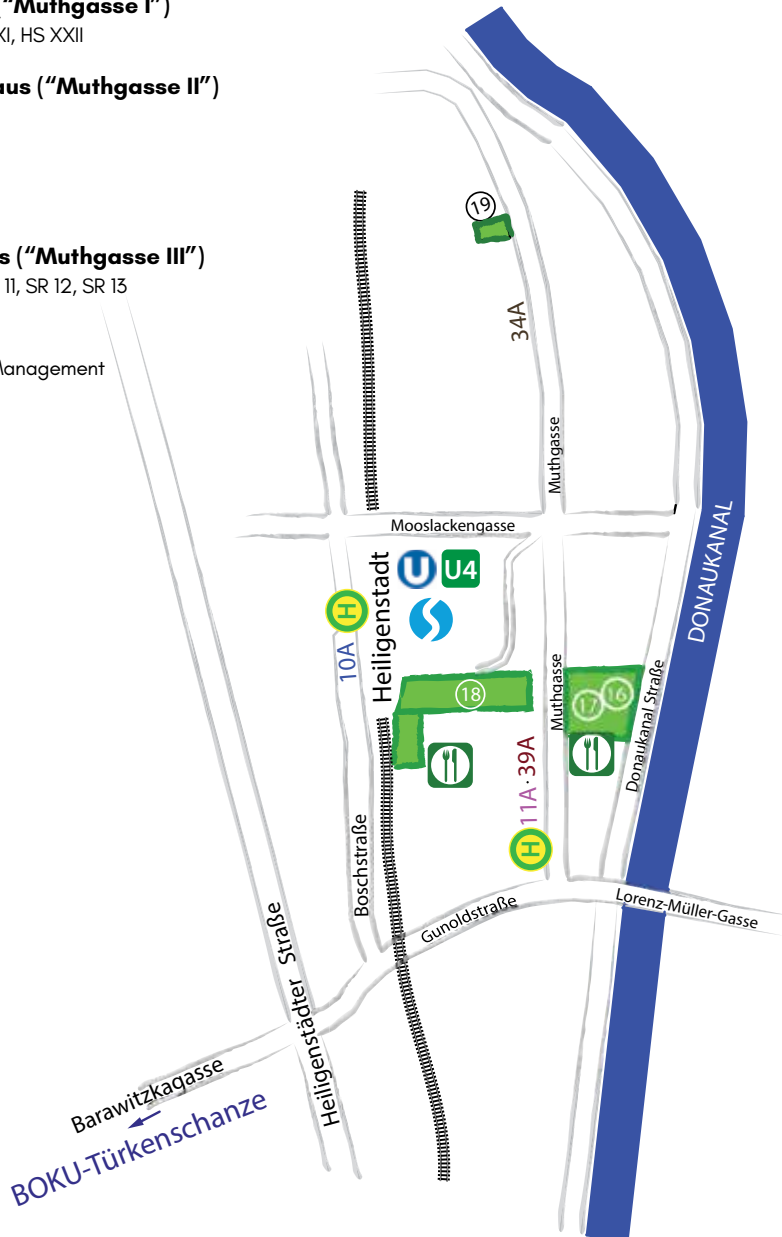 (“Muthgasse I”)
XI, HS XXII
aus (“Muthgasse II”)
s (“Muthgasse III”)
11, SR 12, SR 13
Management
19
34A
Muthgasse
Mooslackengasse
DONAUKANAL
Heiligenstadt
U U4
H
10A
18
Muthgasse
17 16
Donaukanal Straße
11A · 39A
H
Boschstraße
Gunoldstraße
Lorenz-Müller-Gasse
Heiligenstädter Straße
Barawitzkagasse
BOKU-Türkenschanze